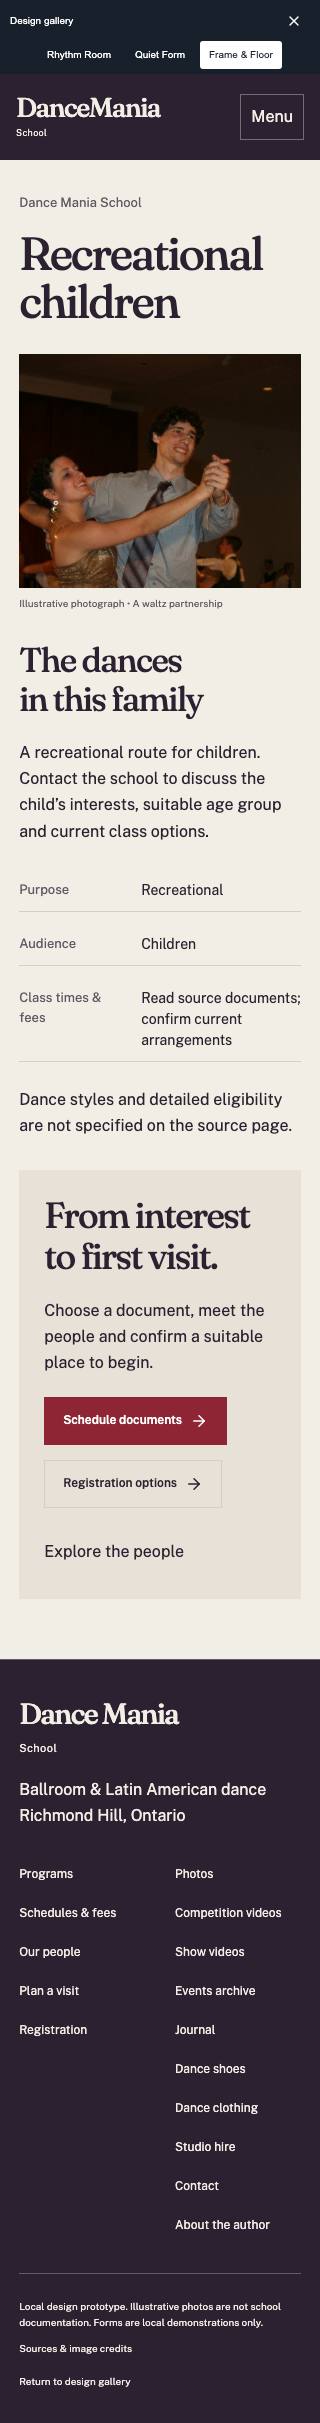 Design gallery
Rhythm Room Quiet Form Frame & Floor
DanceMania
School
Menu
Dance Mania School
Recreational
children
Illustrative photograph • A waltz partnership
The dances
in this family
A recreational route for children.
Contact the school to discuss the
child’s interests, suitable age group
and current class options.
Purpose Recreational
Audience Children
Class times & fees Read source documents;
confirm current
arrangements
Dance styles and detailed eligibility
are not specified on the source page.
From interest
to first visit.
Choose a document, meet the
people and confirm a suitable
place to begin.
Schedule documents
Registration options
Explore the people
Dance Mania
School
Ballroom & Latin American dance
Richmond Hill, Ontario
Programs
Schedules & fees
Our people
Plan a visit
Registration
Photos
Competition videos
Show videos
Events archive
Journal
Dance shoes
Dance clothing
Studio hire
Contact
About the author
Local design prototype. Illustrative photos are not school
documentation. Forms are local demonstrations only.
Sources & image credits
Return to design gallery